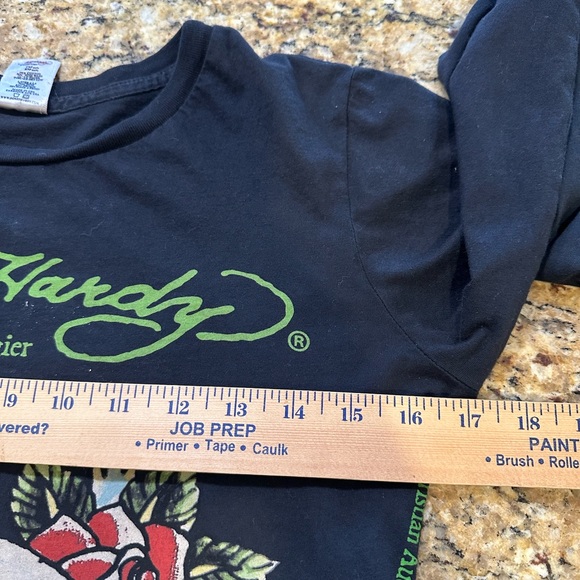 Hardy
®
ier
9 10 11 12 13 14 15 16 17 18
overed?
JOB PREP
PAINT
• Primer • Tape • Caulk
• Brush • Rolle